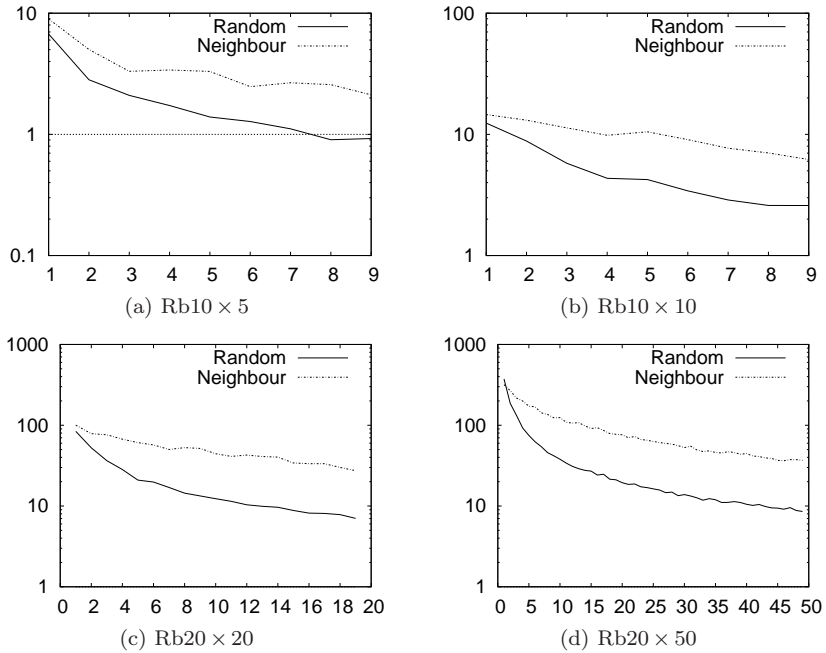 10
1
0.1
Random
Neighbour
1 2 3 4 5 6 7 8 9
(a) Rb10 × 5
100
10
1
Random
Neighbour
1 2 3 4 5 6 7 8 9
(b) Rb10 × 10
1000
100
10
1
Random
Neighbour
0 2 4 6 8 10 12 14 16 18 20
(c) Rb20 × 20
1000
100
10
1
Random
Neighbour
0 5 10 15 20 25 30 35 40 45 50
(d) Rb20 × 50